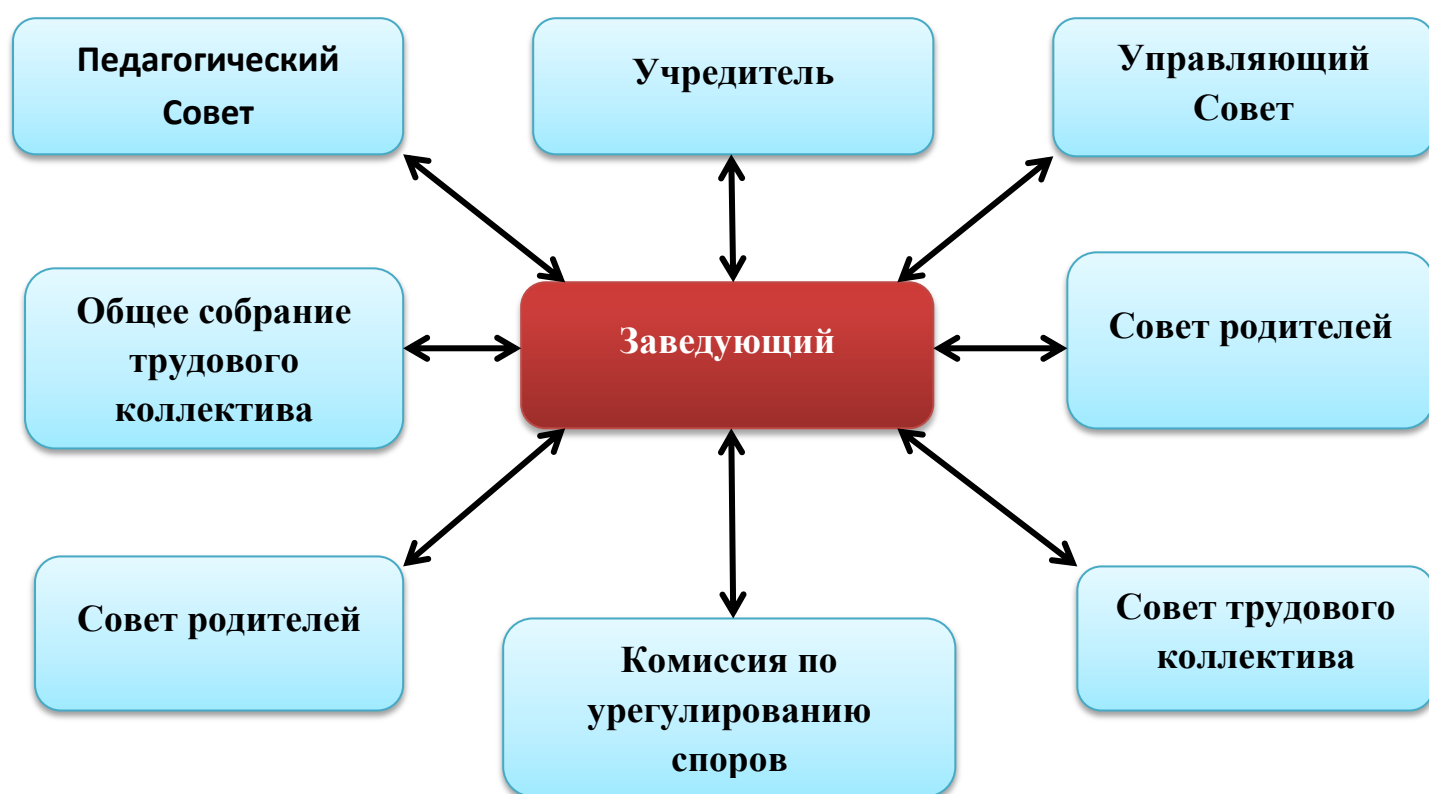 Педагогический
Совет
Учредитель
Управляющий
Совет
Общее собрание
трудового
коллектива
Заведующий
Совет родителей
Совет родителей
Комиссия по
урегулированию
споров
Совет трудового
коллектива